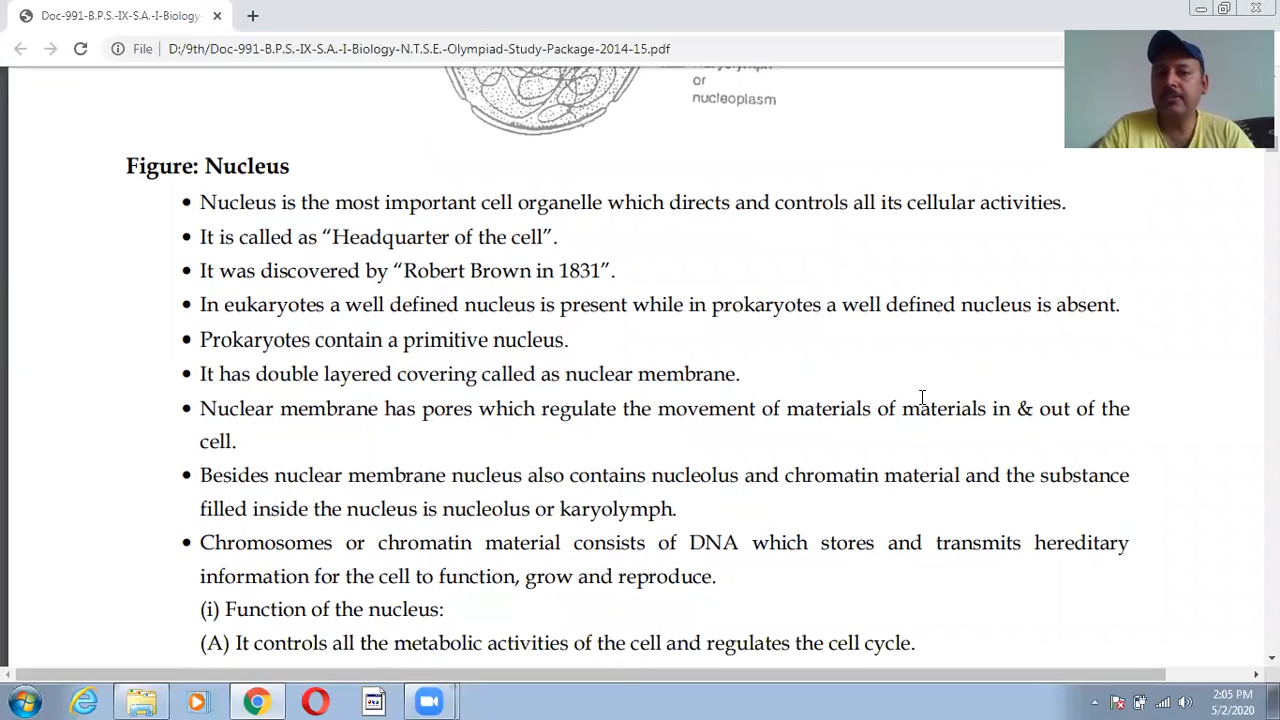 Doc-991-B.P.S.-IX-S.A.-I-Biology-
File
D:/9th/Doc-991-B.P.S.-IX-S.A.-I-Biology-N.T.S.E.-Olympiad-Study-Package-2014-15.pdf
or
nucleoplasm
Figure: Nucleus
• Nucleus is the most important cell organelle which directs and controls all its cellular activities.
• It is called as “Headquarter of the cell”.
• It was discovered by “Robert Brown in 1831”.
• In eukaryotes a well defined nucleus is present while in prokaryotes a well defined nucleus is absent.
• Prokaryotes contain a primitive nucleus.
• It has double layered covering called as nuclear membrane.
• Nuclear membrane has pores which regulate the movement of materials of materials in & out of the
cell.
• Besides nuclear membrane nucleus also contains nucleolus and chromatin material and the substance
filled inside the nucleus is nucleolus or karyolymph.
• Chromosomes or chromatin material consists of DNA which stores and transmits hereditary
information for the cell to function, grow and reproduce.
(i) Function of the nucleus:
(A) It controls all the metabolic activities of the cell and regulates the cell cycle.
2:05 PM
5/2/2020